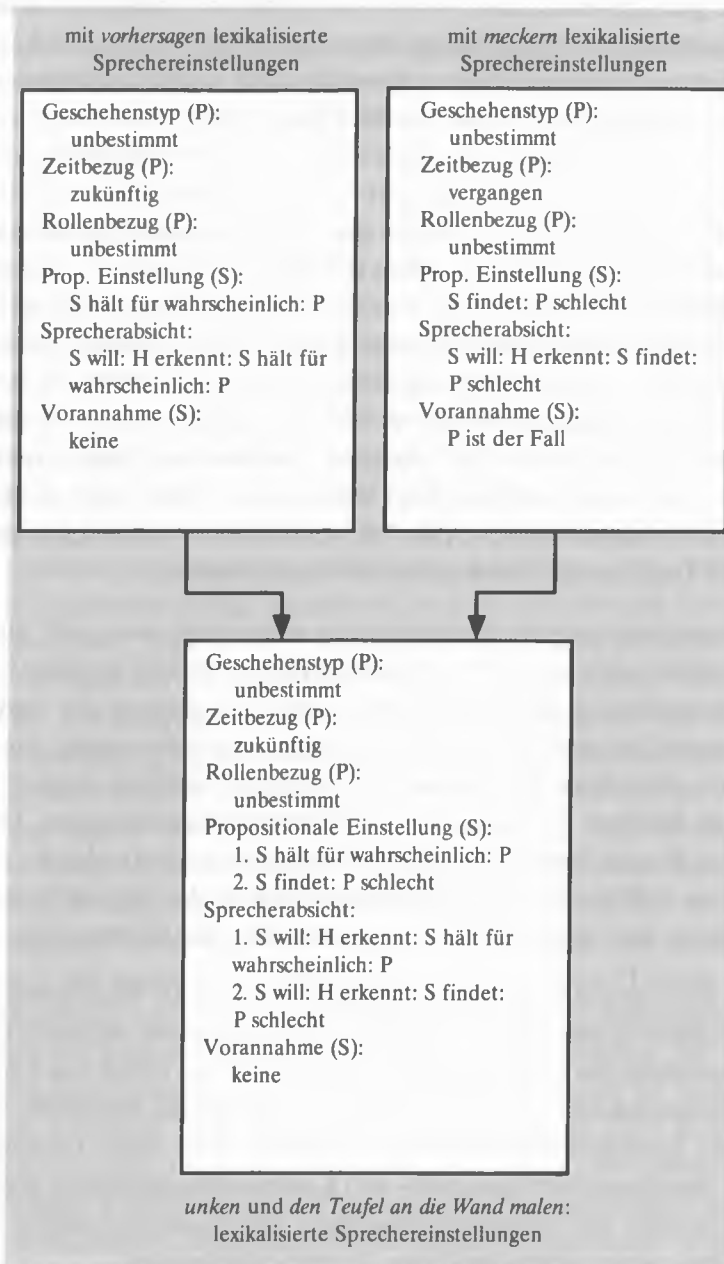 mit vorhersagen lexikalisierte
Sprechereinstellungen
Geschehenstyp (P):
unbestimmt
Zeitbezug (P):
zukünftig
Rollenbezug (P):
unbestimmt
Prop. Einstellung (S):
S hält für wahrscheinlich: P
Sprecherabsicht:
S will: H erkennt: S hält für
wahrscheinlich: P
Vorannahme (S):
keine
mit meckern lexikalisierte
Sprechereinstellungen
Geschehenstyp (P):
unbestimmt
Zeitbezug (P):
vergangen
Rollenbezug (P):
unbestimmt
Prop. Einstellung (S):
S findet: P schlecht
Sprecherabsicht:
S will: H erkennt: S findet:
P schlecht
Vorannahme (S):
P ist der Fall
Geschehenstyp (P):
unbestimmt
Zeitbezug (P):
zukünftig
Rollenbezug (P):
unbestimmt
Propositionale Einstellung (S):
1. S hält für wahrscheinlich: P
2. S findet: P schlecht
Sprecherabsicht:
1. S will: H erkennt: S hält für
wahrscheinlich: P
2. S will: H erkennt: S findet:
P schlecht
Vorannahme (S):
keine
unken und den Teufel an die Wand malen:
lexikalisierte Sprechereinstellungen